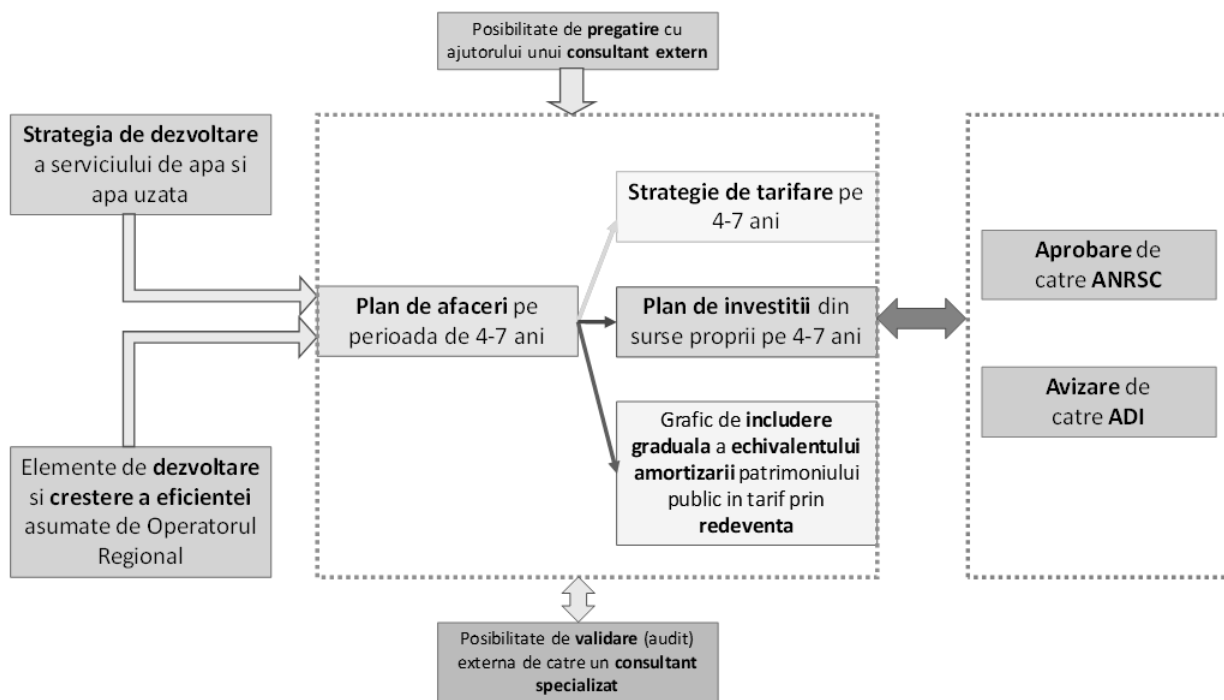 Posibilitate de pregatire cu
ajutorului unui consultant extern
Strategia de dezvoltare
a serviciului de apa si
apa uzata
Strategie de tarifare pe
4-7 ani
Plan de afaceri pe
perioada de 4-7 ani
Plan de investitii din
surse proprii pe 4-7 ani
Aprobare de
catre ANRSC
Avizare de
catre ADI
Elemente de dezvoltare
si crestere a eficientei
asumate de Operatorul
Regional
Grafic de includere
graduala a echivalentului
amortizarii patrimoniului
public in tarif prin
redeventa
Posibilitate de validare (audit)
externa de catre un consultant
specializat